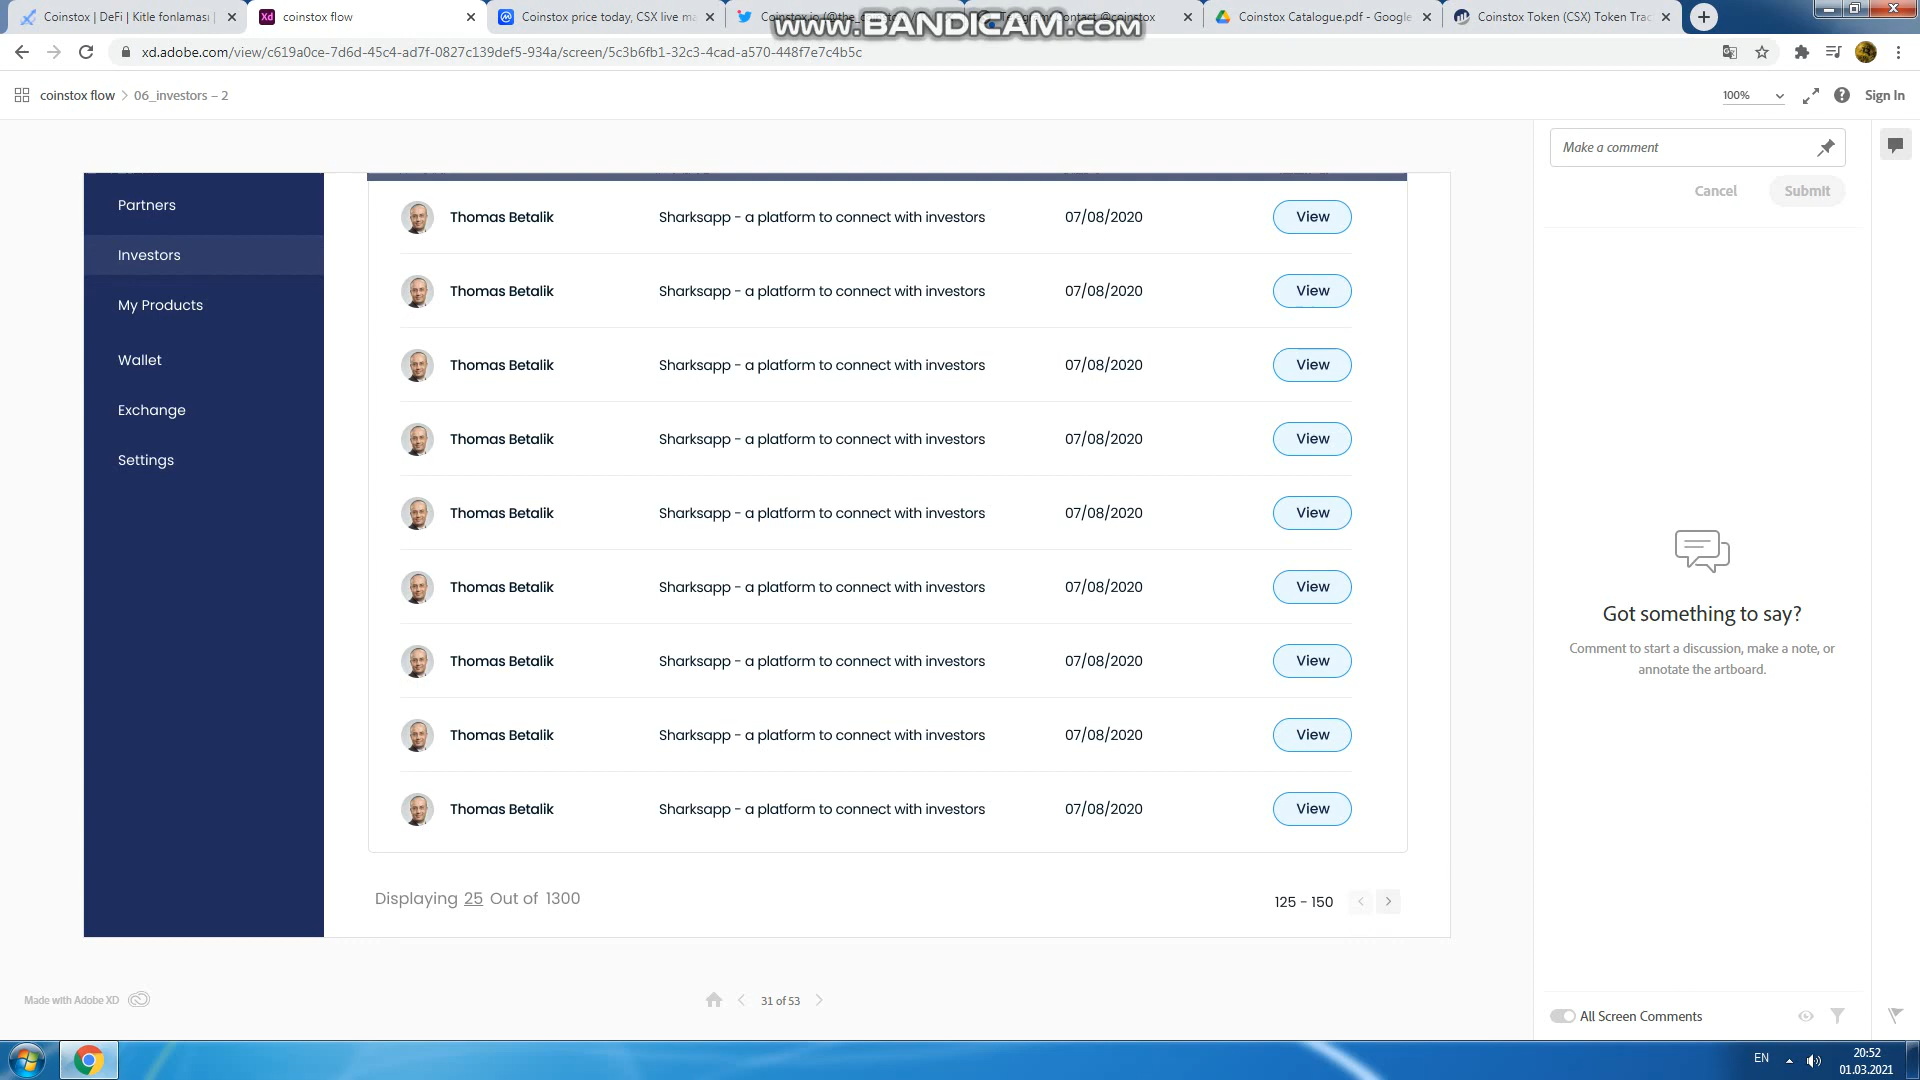 Coinstox | DeFi | Kitle fonlaması |
coinstox flow
Coinstox price today, CSX live ma
Coinstox.io (@the_
contact @coinstox
Coinstox Catalogue.pdf - Google
Coinstox Token (CSX) Token Trac
www.BANDICAM.com
xd.adobe.com/view/c619a0ce-7d6d-45c4-ad7f-0827c139def5-934a/screen/5c3b6fb1-32c3-4cad-a570-448f7e7c4b5c
coinstox flow > 06_investors – 2
100%
Sign In
Make a comment
Cancel
Submit
Partners
Investors
My Products
Wallet
Exchange
Settings
Thomas Betalik Sharksapp - a platform to connect with investors 07/08/2020 View
Thomas Betalik Sharksapp - a platform to connect with investors 07/08/2020 View
Thomas Betalik Sharksapp - a platform to connect with investors 07/08/2020 View
Thomas Betalik Sharksapp - a platform to connect with investors 07/08/2020 View
Thomas Betalik Sharksapp - a platform to connect with investors 07/08/2020 View
Thomas Betalik Sharksapp - a platform to connect with investors 07/08/2020 View
Thomas Betalik Sharksapp - a platform to connect with investors 07/08/2020 View
Thomas Betalik Sharksapp - a platform to connect with investors 07/08/2020 View
Thomas Betalik Sharksapp - a platform to connect with investors 07/08/2020 View
Displaying 25 Out of 1300
125 - 150
Got something to say?
Comment to start a discussion, make a note, or
annotate the artboard.
Made with Adobe XD
31 of 53
All Screen Comments
EN
20:52
01.03.2021